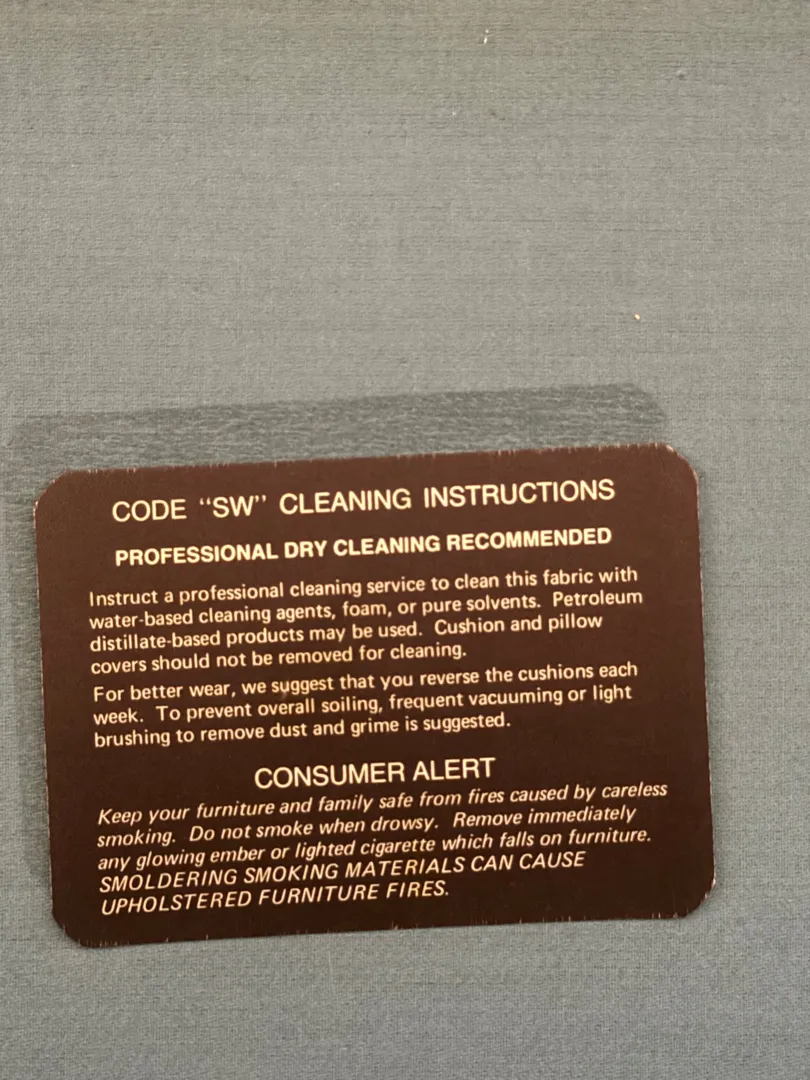 CODE “SW” CLEANING INSTRUCTIONS
PROFESSIONAL DRY CLEANING RECOMMENDED
Instruct a professional cleaning service to clean this fabric with
water-based cleaning agents, foam, or pure solvents. Petroleum
distillate-based products may be used. Cushion and pillow
covers should not be removed for cleaning.
For better wear, we suggest that you reverse the cushions each
week. To prevent overall soiling, frequent vacuuming or light
brushing to remove dust and grime is suggested.
CONSUMER ALERT
Keep your furniture and family safe from fires caused by careless
smoking. Do not smoke when drowsy. Remove immediately
any glowing ember or lighted cigarette which falls on furniture.
SMOLDERING SMOKING MATERIALS CAN CAUSE
UPHOLSTERED FURNITURE FIRES.